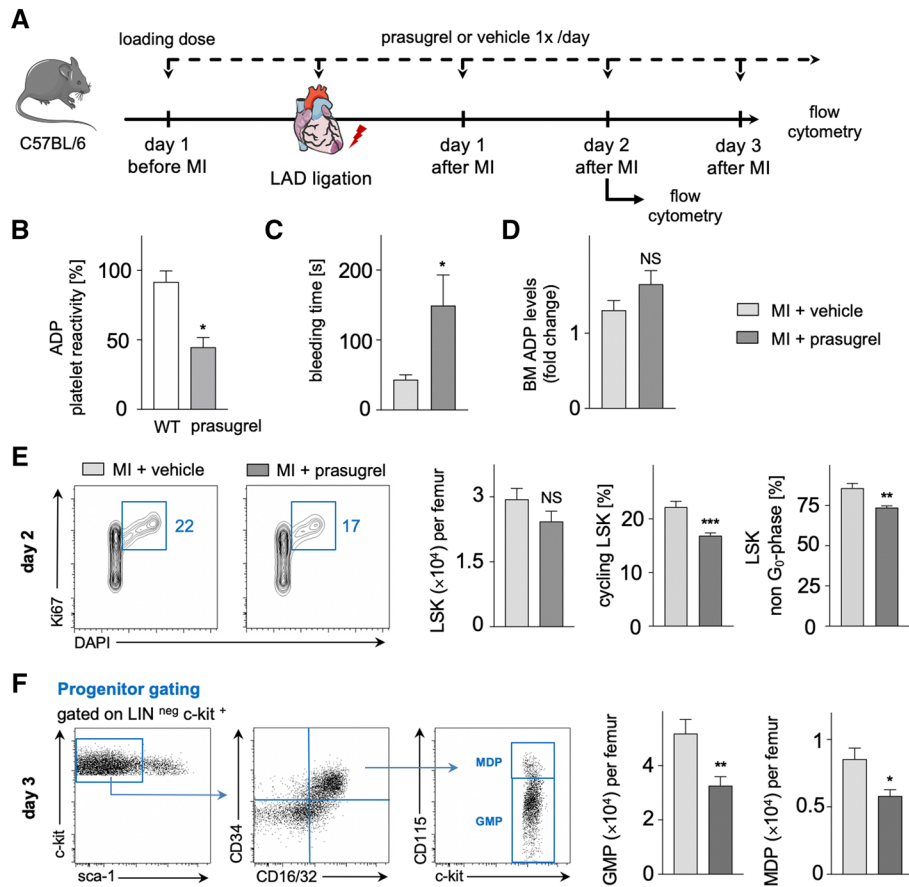 A
loading dose
prasugrel or vehicle 1x /day
C57BL/6
day 1
before MI
LAD ligation
day 1
after MI
day 2
after MI
day 3
after MI
flow
cytometry
flow
cytometry
B
ADP
platelet reactivity [%]
100
50
0
*
WT
prasugrel
C
bleeding time [s]
200
100
0
*
D
BM ADP levels
(fold change)
1
0
NS
MI + vehicle
MI + prasugrel
E
MI + vehicle
MI + prasugrel
day 2
Ki67
22
17
DAPI
LSK (×10⁴) per femur
3
1.5
0
NS
cycling LSK [%]
20
10
0
***
LSK
non G₀-phase [%]
75
50
25
0
**
F
Progenitor gating
gated on LIN ⁿᵉᵍ c-kit ⁺
day 3
c-kit
sca-1
CD34
CD16/32
CD115
MDP
GMP
c-kit
GMP (×10⁴) per femur
4
2
0
**
MDP (×10⁴) per femur
1
0.5
0
*